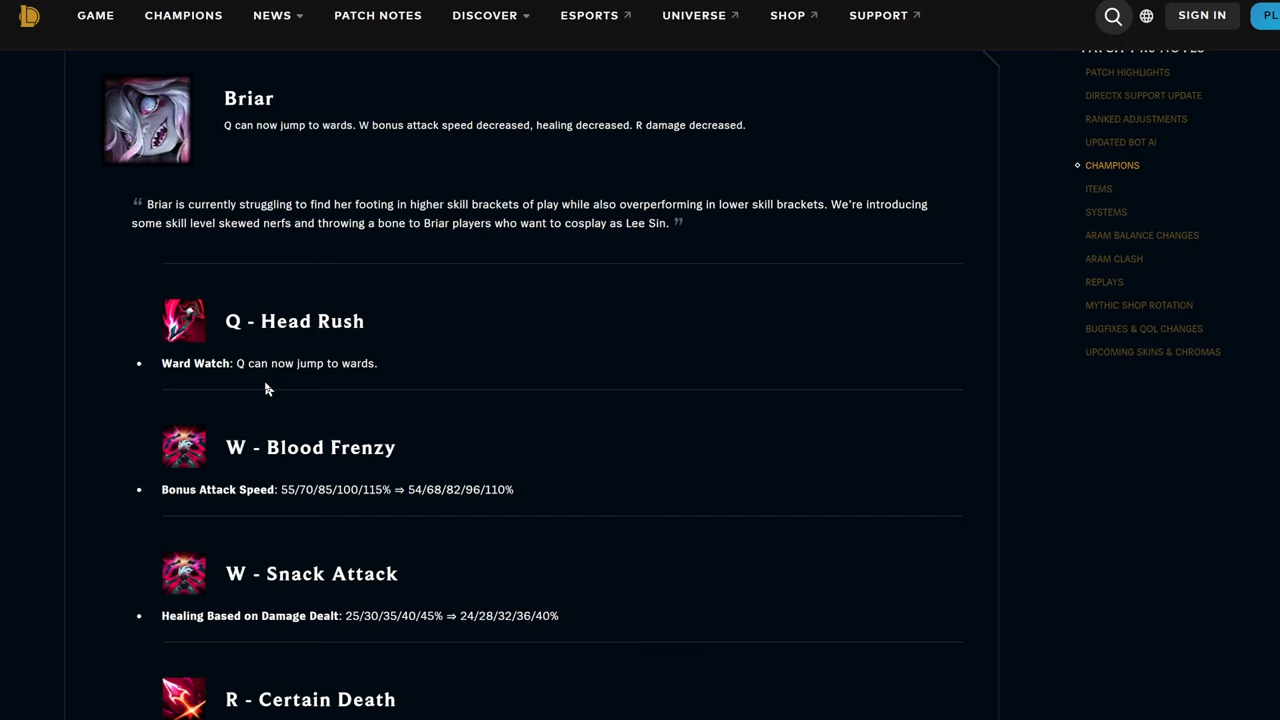 GAME CHAMPIONS NEWS PATCH NOTES DISCOVER ESPORTS UNIVERSE SHOP SUPPORT SIGN IN PL
Briar
Q can now jump to wards. W bonus attack speed decreased, healing decreased. R damage decreased.
“ Briar is currently struggling to find her footing in higher skill brackets of play while also overperforming in lower skill brackets. We’re introducing
some skill level skewed nerfs and throwing a bone to Briar players who want to cosplay as Lee Sin. ”
Q - Head Rush
• Ward Watch: Q can now jump to wards.
W - Blood Frenzy
• Bonus Attack Speed: 55/70/85/100/115% ⇒ 54/68/82/96/110%
W - Snack Attack
• Healing Based on Damage Dealt: 25/30/35/40/45% ⇒ 24/28/32/36/40%
R - Certain Death
NOTES
PATCH HIGHLIGHTS
DIRECTX SUPPORT UPDATE
RANKED ADJUSTMENTS
UPDATED BOT AI
CHAMPIONS
ITEMS
SYSTEMS
ARAM BALANCE CHANGES
ARAM CLASH
REPLAYS
MYTHIC SHOP ROTATION
BUGFIXES & QOL CHANGES
UPCOMING SKINS & CHROMAS